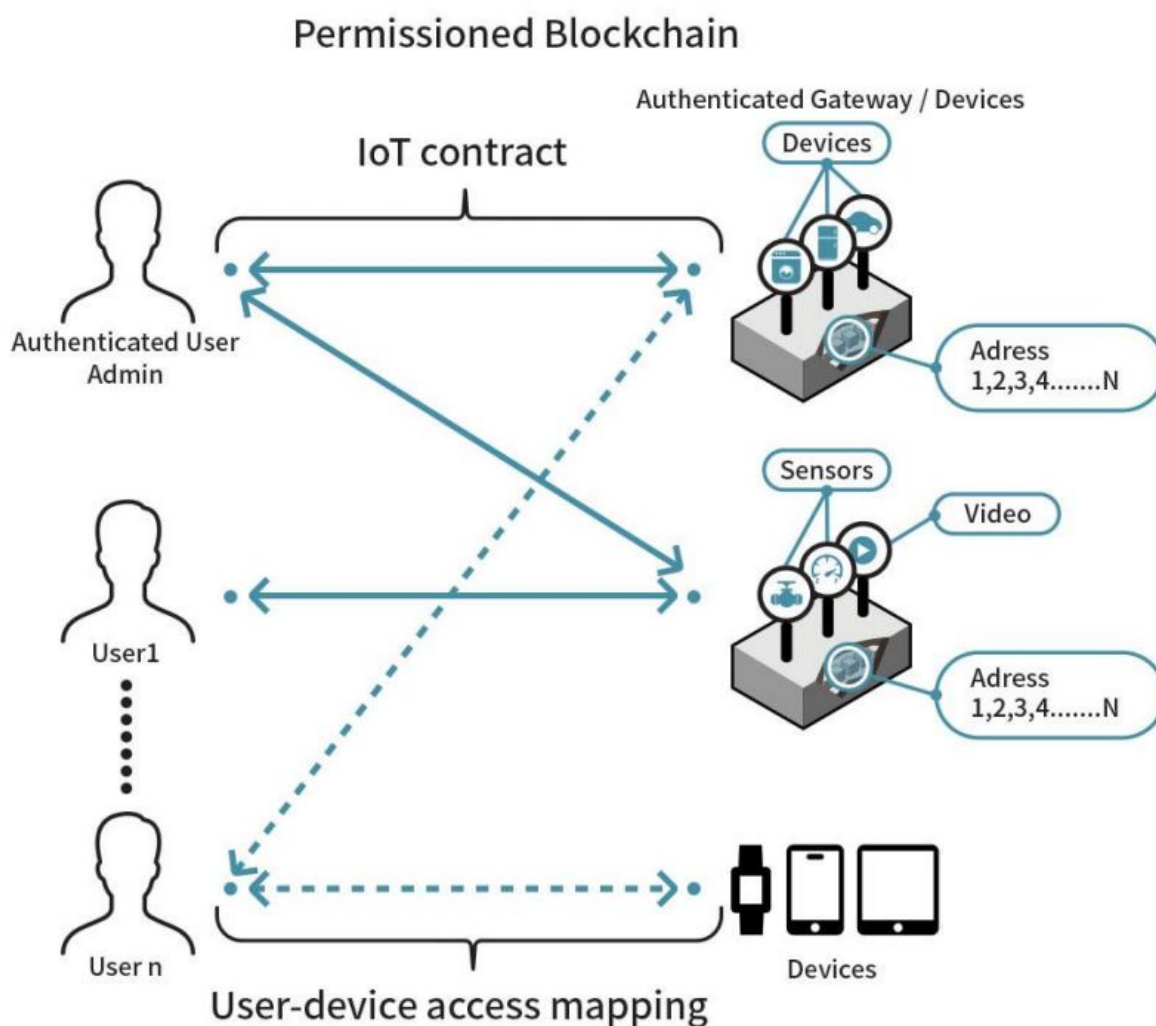 Permissioned Blockchain
Authenticated Gateway / Devices
IoT contract
Devices
Authenticated User
Admin
Adress
1,2,3,4.......N
Sensors
Video
User1
Adress
1,2,3,4.......N
User n
Devices
User-device access mapping